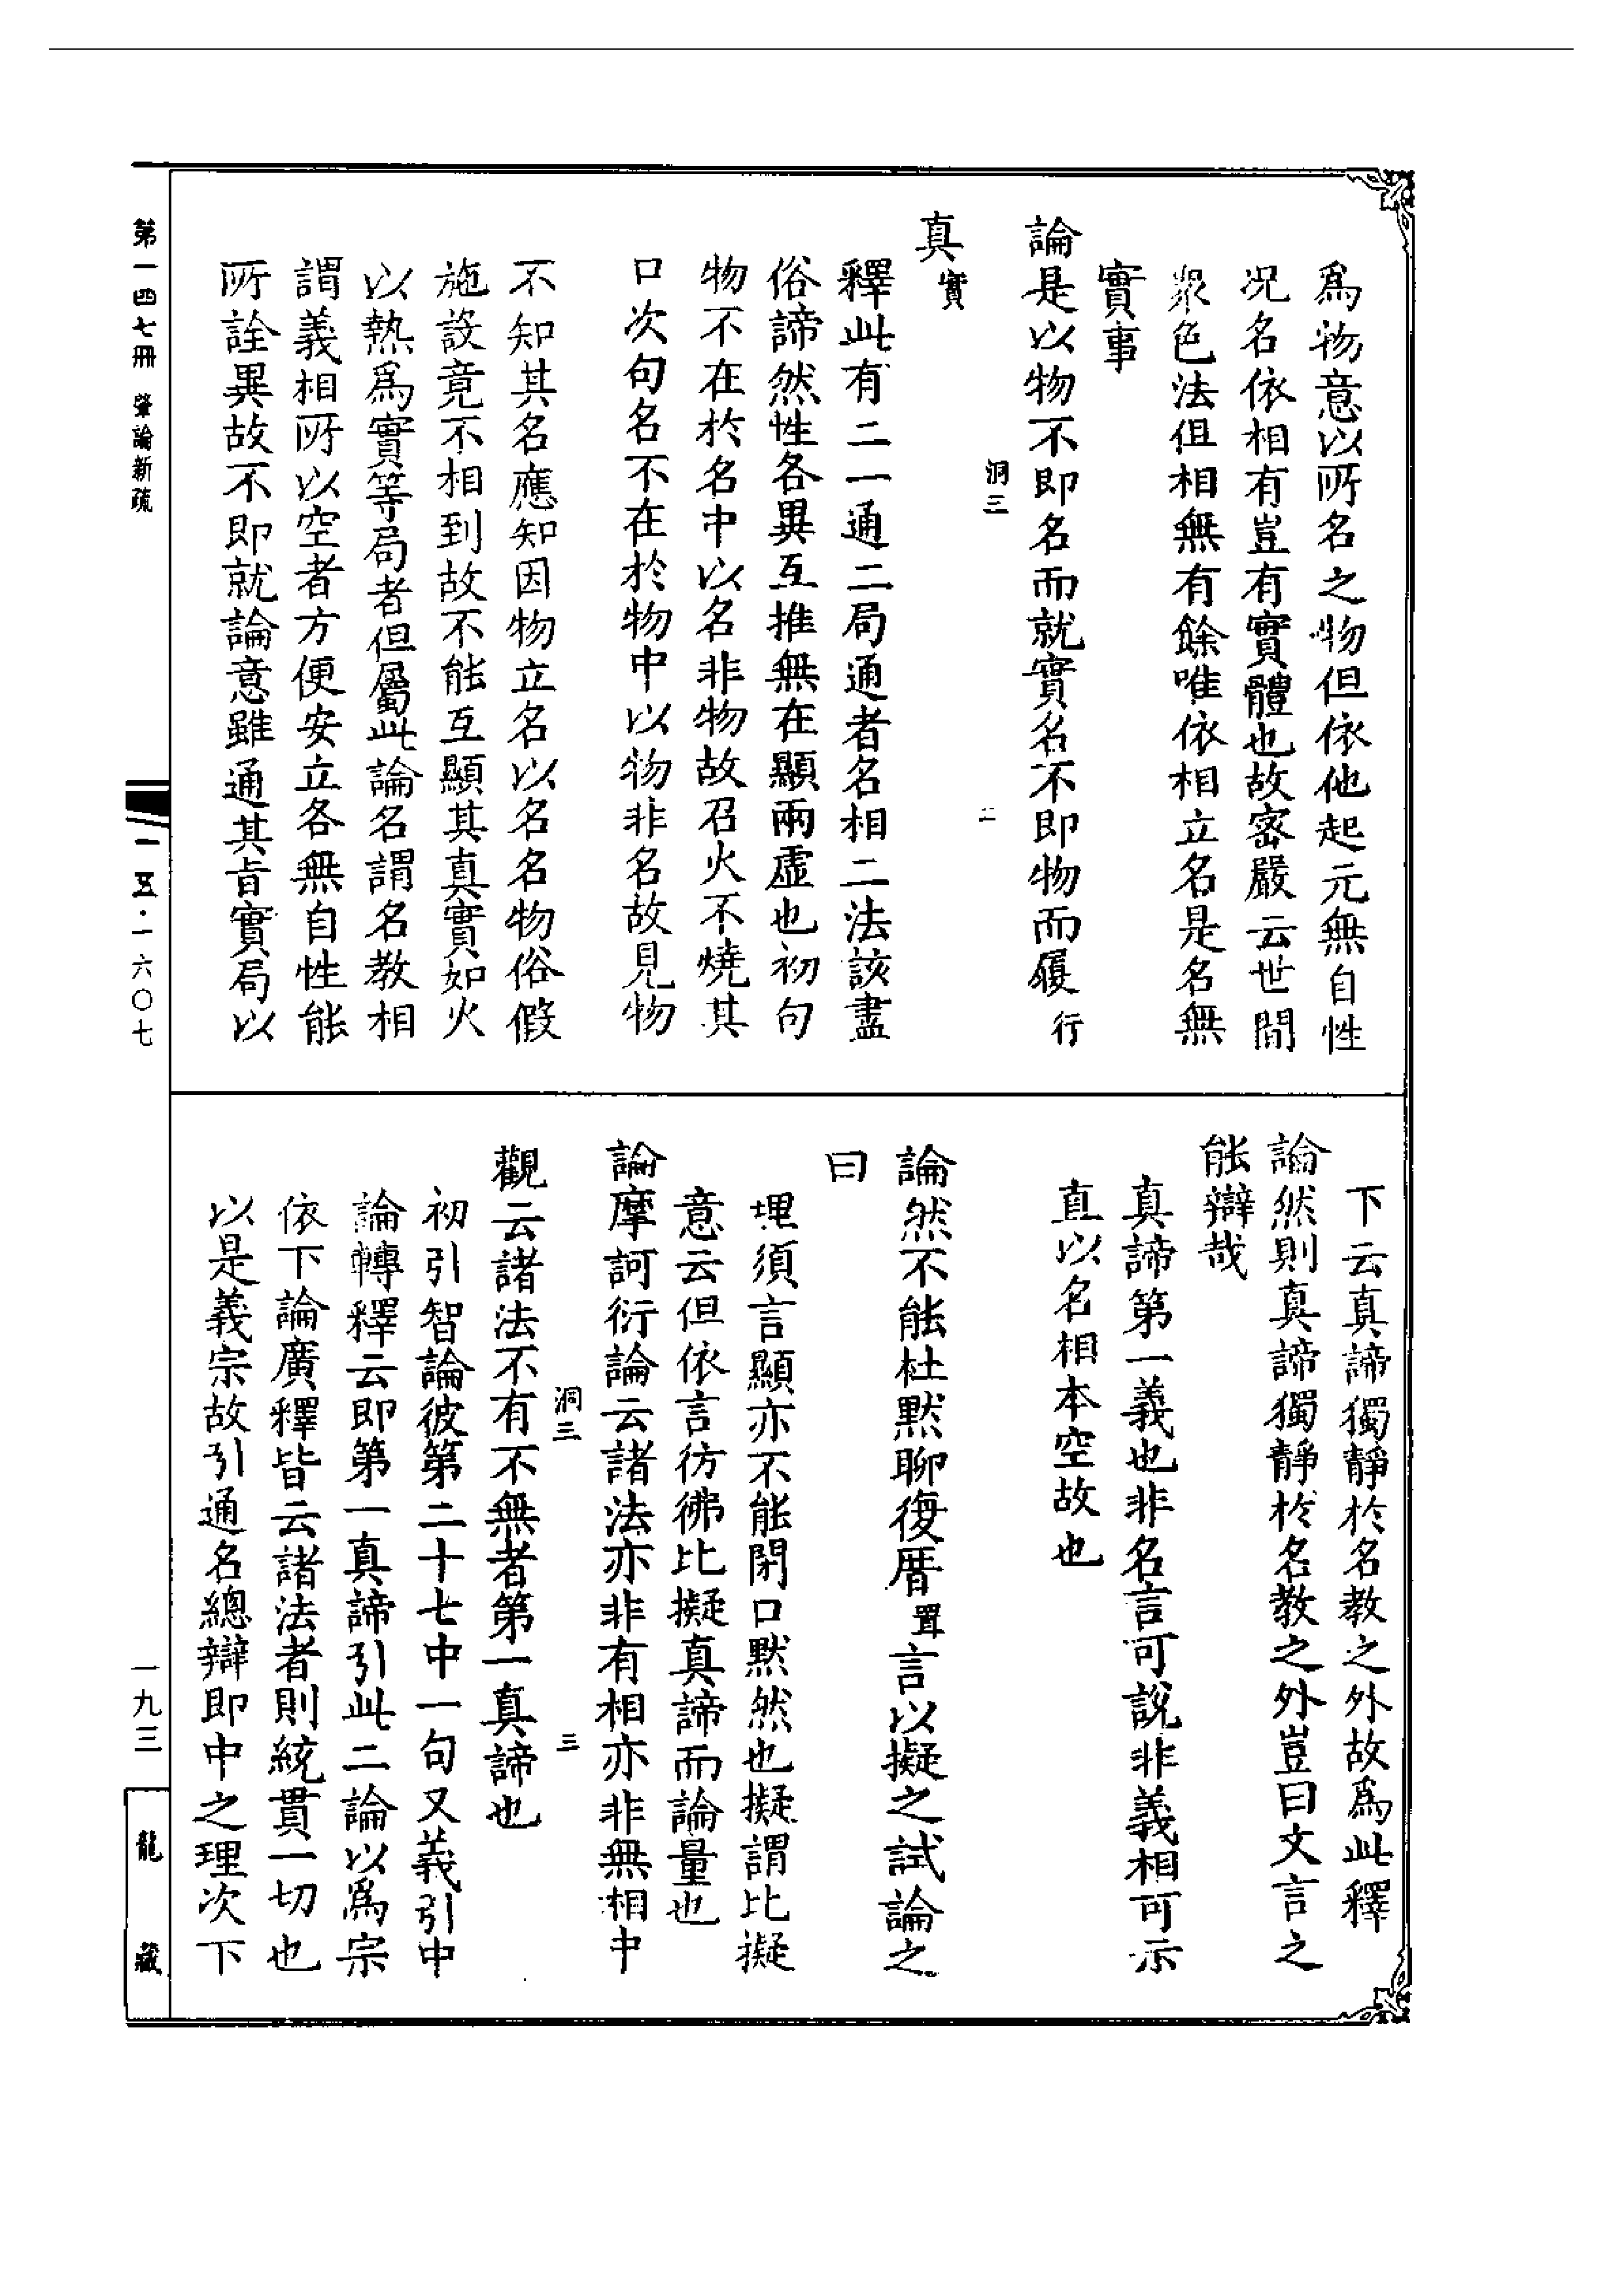 為物意以所名之物但依他起元無自性
况名依相有豈有實體也故密嚴云世間
衆色法但相無有餘唯依相立名是名無
實事
論是以物不即名而就實名不即物而履行
洞三
二
真實
釋此有二一通二局通者名相二法該盡
俗諦然性各異互推無在顯兩虛也初句
物不在於名中以名非物故召火不燒其
口次句名不在於物中以物非名故見物
不知其名應知因物立名以名名物俗假
施設竟不相到故不能互顯其真實如火
以熱為實等局者但屬此論名謂名教相
謂義相所以空者方便安立各無自性能
所詮異故不即就論意雖通其旨實局以
下云真諦獨靜於名教之外故為此釋
論然則真諦獨靜於名教之外豈曰文言之
能辯哉
真諦第一義也非名言可說非義相可示
直以名相本空故也
論然不能杜默聊復厝置言以擬之試論之
曰
理須言顯亦不能閉口默然也擬謂比擬
意云但依言彷彿比擬真諦而論量也
論摩訶衍論云諸法亦非有相亦非無相中
洞三
三
觀云諸法不有不無者第一真諦也
初引智論彼第二十七中一句又義引中
論轉釋云即第一真諦引此二論以為宗
依下論廣釋皆云諸法者則統貫一切也
以是義宗故引通名總辯即中之理次下
第一四七冊 肇論新疏
一五·一六〇七
一九三
龍藏